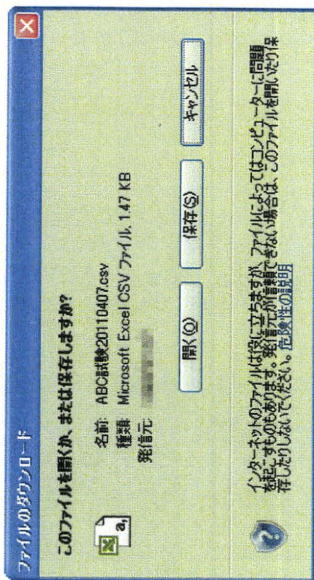 ファイルのダウンロード
このファイルを開くか、または保存しますか?
名前: ABC試験20110407.csv
種類: Microsoft Excel CSV ファイル, 1.47 KB
発信元:
開く(O)
保存(S)
キャンセル
インターネットのファイルは役に立ちますが、ファイルによってはコンピューターに問題
を起こすものもあります。発信元が信頼できない場合は、このファイルを開いたり保
存したりしないでください。危険性の説明